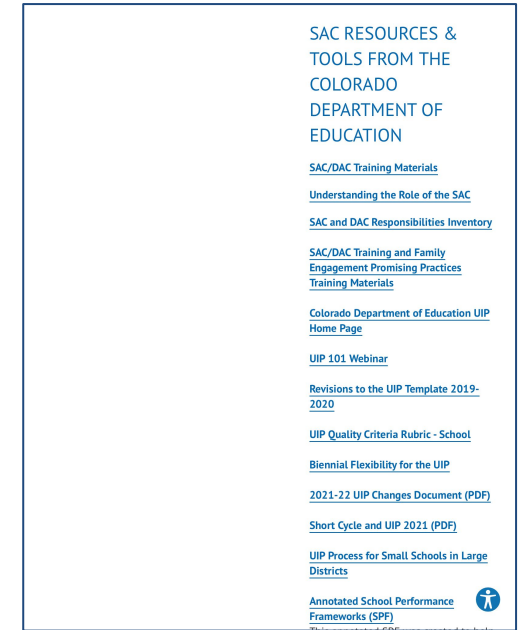 SAC RESOURCES &
TOOLS FROM THE
COLORADO
DEPARTMENT OF
EDUCATION
SAC/DAC Training Materials
Understanding the Role of the SAC
SAC and DAC Responsibilities Inventory
SAC/DAC Training and Family
Engagement Promising Practices
Training Materials
Colorado Department of Education UIP
Home Page
UIP 101 Webinar
Revisions to the UIP Template 2019-
2020
UIP Quality Criteria Rubric - School
Biennial Flexibility for the UIP
2021-22 UIP Changes Document (PDF)
Short Cycle and UIP 2021 (PDF)
UIP Process for Small Schools in Large
Districts
Annotated School Performance
Frameworks (SPF)